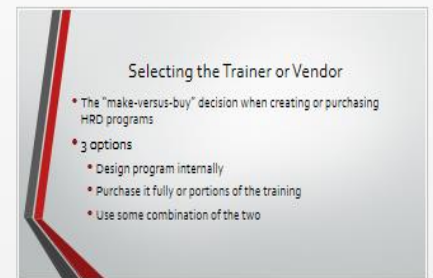 Selecting the Trainer or Vendor
• The "make-versus-buy" decision when creating or purchasing
HRD programs
• 3 options
• Design program internally
• Purchase it fully or portions of the training
• Use some combination of the two